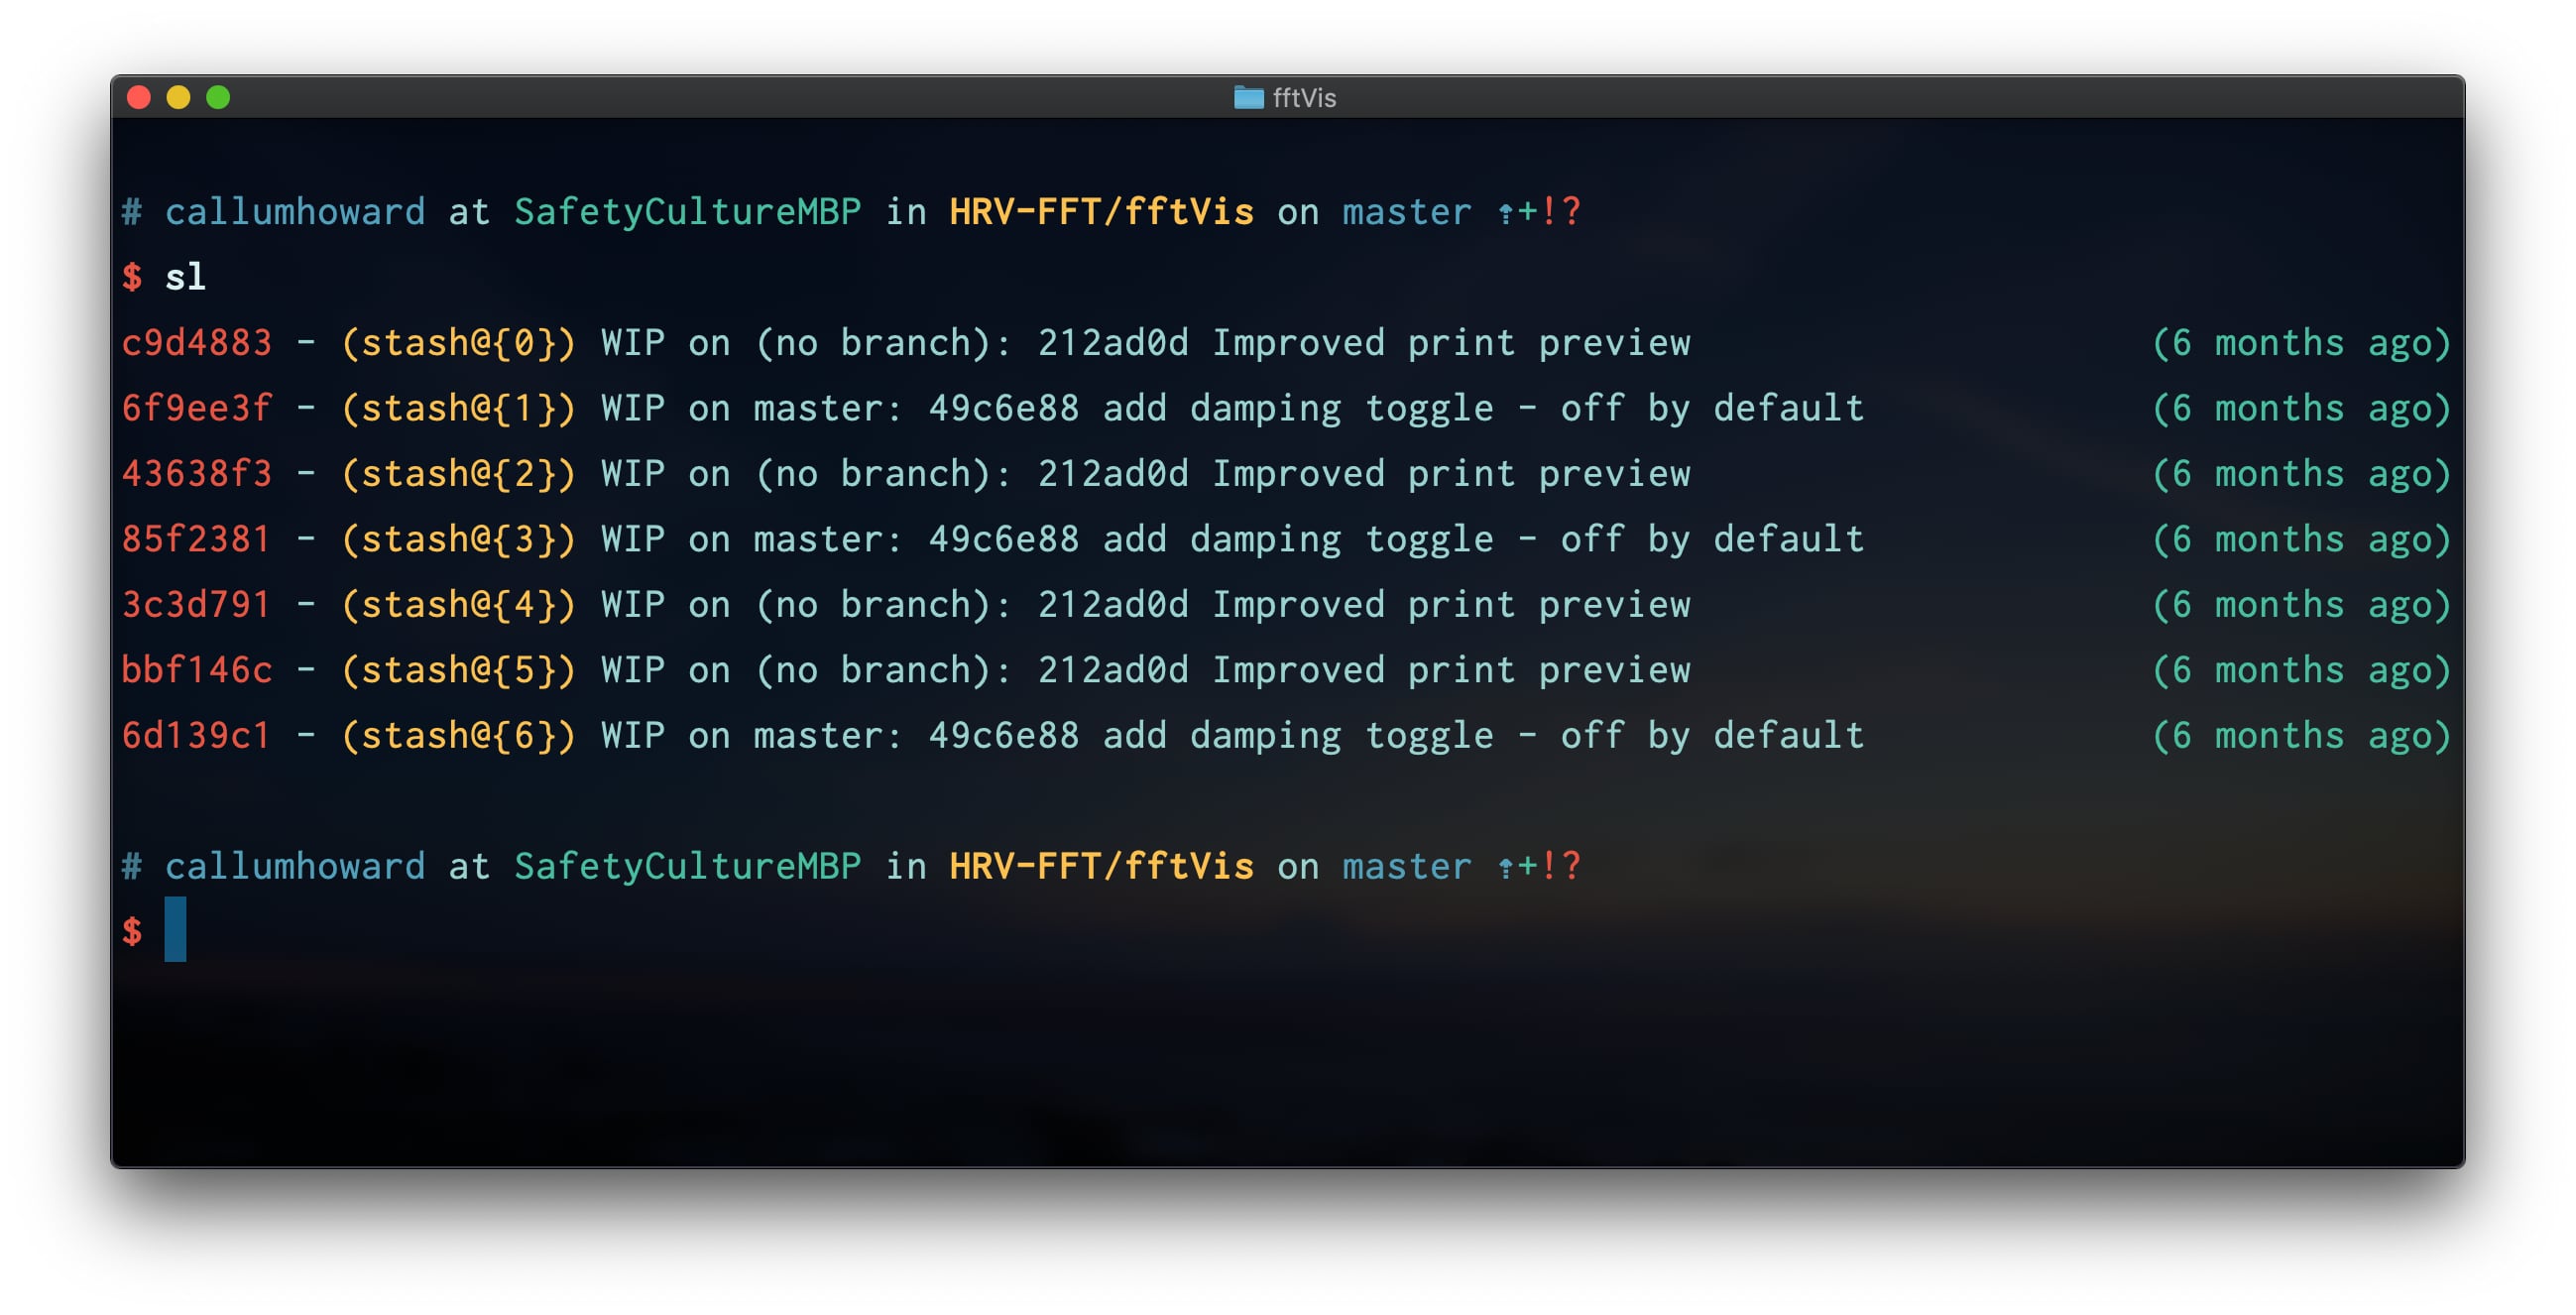 fftVis
# callumhoward at SafetyCultureMBP in HRV-FFT/fftVis on master ⇡+!?
$ sl
c9d4883 - (stash@{0}) WIP on (no branch): 212ad0d Improved print preview (6 months ago)
6f9ee3f - (stash@{1}) WIP on master: 49c6e88 add damping toggle - off by default (6 months ago)
43638f3 - (stash@{2}) WIP on (no branch): 212ad0d Improved print preview (6 months ago)
85f2381 - (stash@{3}) WIP on master: 49c6e88 add damping toggle - off by default (6 months ago)
3c3d791 - (stash@{4}) WIP on (no branch): 212ad0d Improved print preview (6 months ago)
bbf146c - (stash@{5}) WIP on (no branch): 212ad0d Improved print preview (6 months ago)
6d139c1 - (stash@{6}) WIP on master: 49c6e88 add damping toggle - off by default (6 months ago)
# callumhoward at SafetyCultureMBP in HRV-FFT/fftVis on master ⇡+!?
$